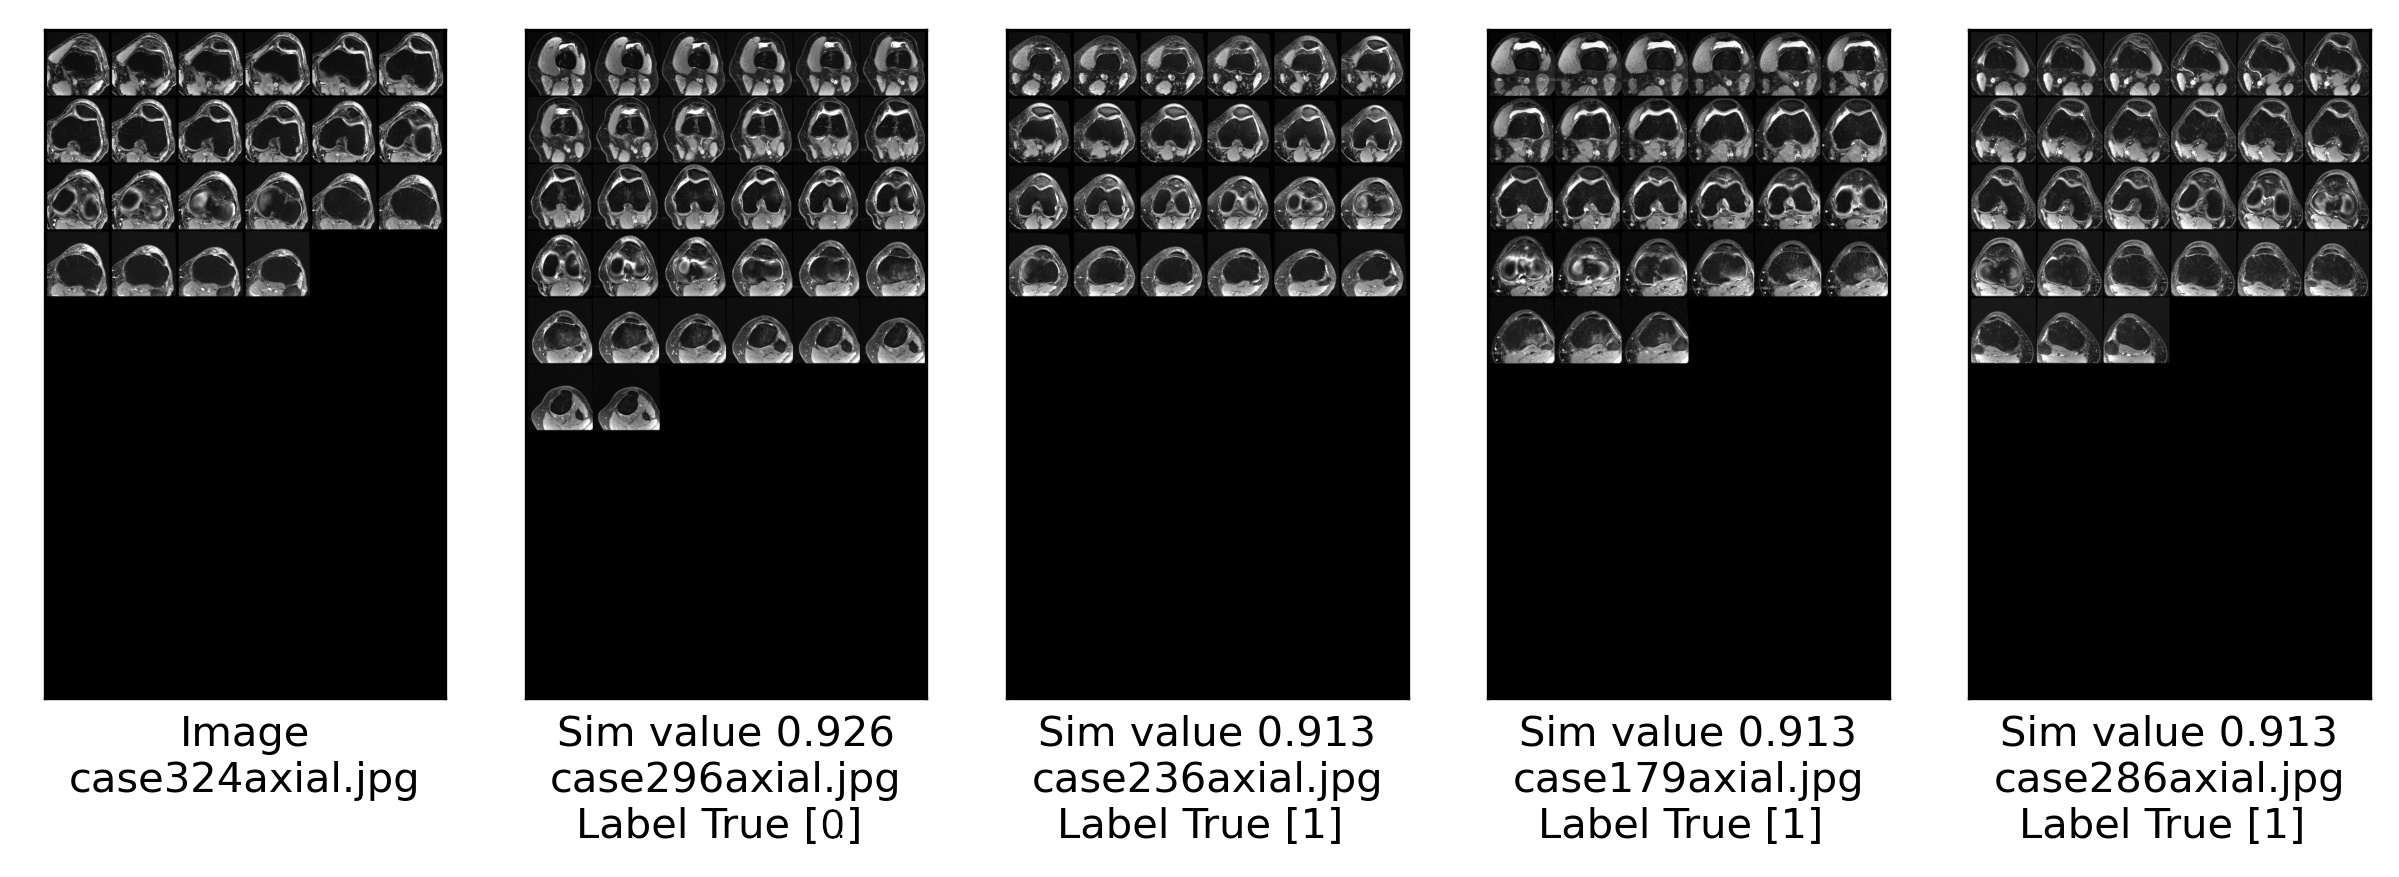 Image
case324axial.jpg
Sim value 0.926
case296axial.jpg
Label True [0.]
Sim value 0.913
case236axial.jpg
Label True [1]
Sim value 0.913
case179axial.jpg
Label True [1]
Sim value 0.913
case286axial.jpg
Label True [1]